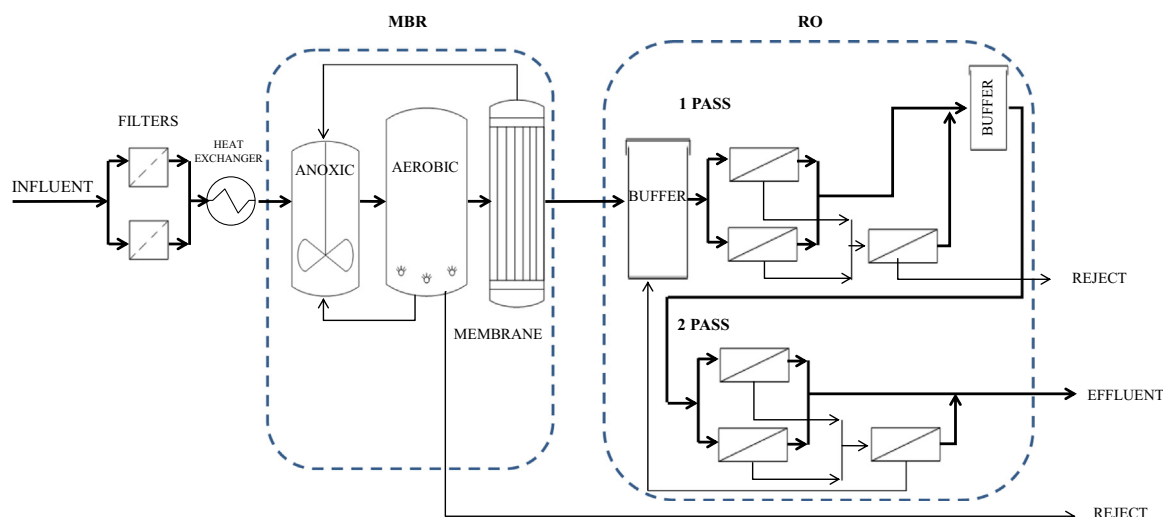 MBR
RO
1 PASS
BUFFER
FILTERS
HEAT
EXCHANGER
INFLUENT
ANOXIC
AEROBIC
BUFFER
REJECT
MEMBRANE
2 PASS
EFFLUENT
REJECT